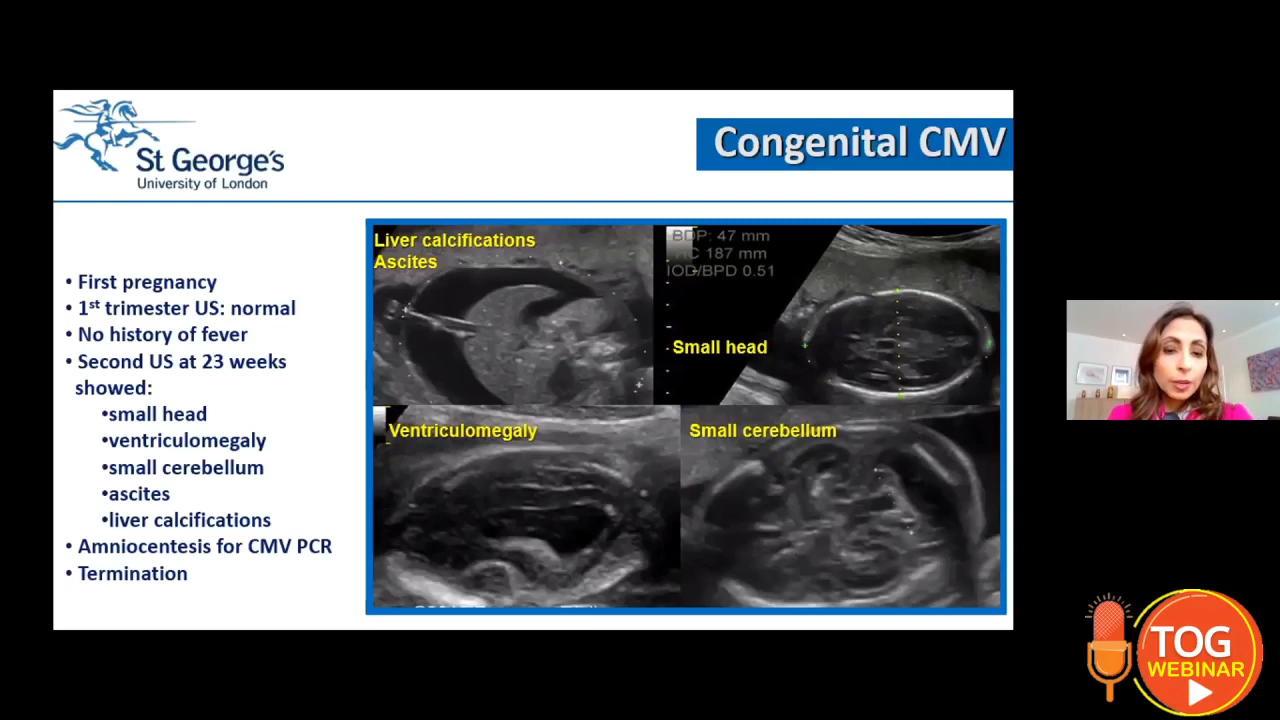 St George's
University of London
Congenital CMV
• First pregnancy
• 1st trimester US: normal
• No history of fever
• Second US at 23 weeks
showed:
•small head
•ventriculomegaly
•small cerebellum
•ascites
•liver calcifications
• Amniocentesis for CMV PCR
• Termination
Liver calcifications
Ascites
BDP: 47 mm
HC 187 mm
IOD/BPD 0.51
Small head
Ventriculomegaly
Small cerebellum
TOG
WEBINAR